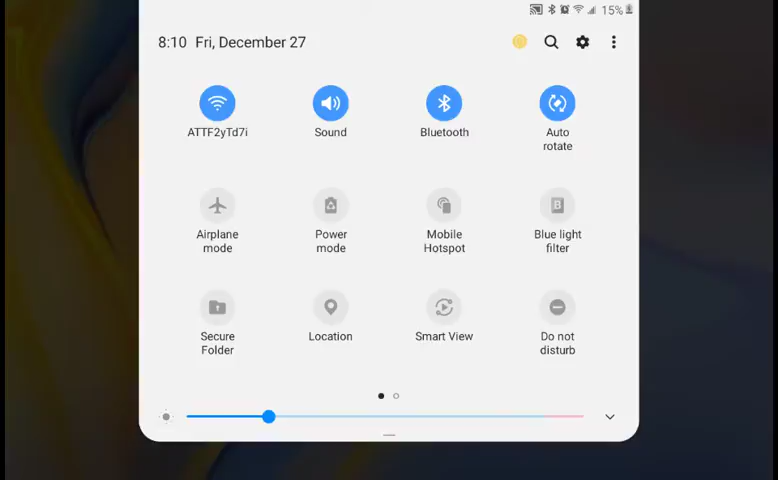 15%
8:10 Fri, December 27
ATTF2yTd7i
Sound
Bluetooth
Auto
rotate
Airplane
mode
Power
mode
Mobile
Hotspot
Blue light
filter
Secure
Folder
Location
Smart View
Do not
disturb